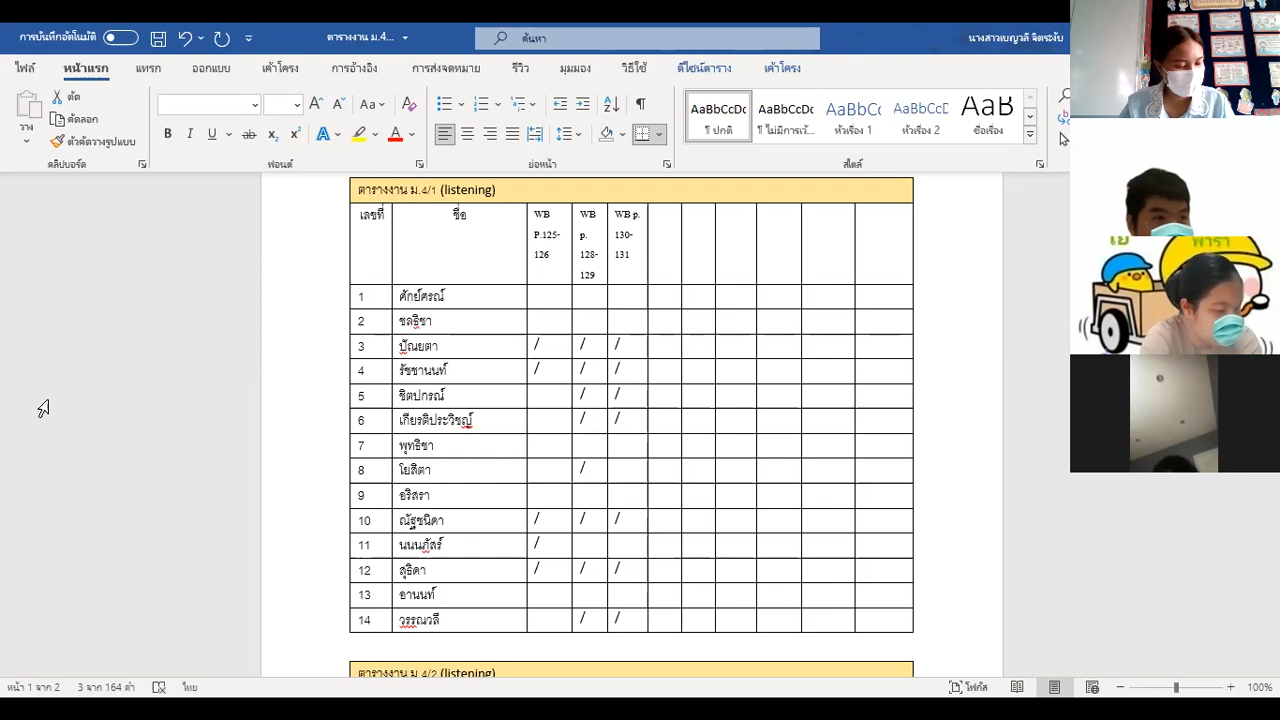 การบันทึกอัตโนมัติ
ตารางงาน ม.4...
ค้นหา
นางสาวเบญวลี จิตระรับ
ไฟล์ หน้าแรก แทรก ออกแบบ เค้าโครง การอ้างอิง การส่งจดหมาย รีวิว มุมมอง วิธีใช้ ดีไซน์ตาราง เค้าโครง
วาง
ตัด
คัดลอก
ตัวคัดวางรูปแบบ
คลิปบอร์ด
ฟอนต์
ย่อหน้า
AaBbCcDc AaBbCcDc AaBbCc AaBbCcD AaB
ปกติ ไม่มีการเว้... หัวเรื่อง 1 หัวเรื่อง 2 ชื่อเรื่อง
สไตล์
ตารางงาน ม.4/1 (listening)
เลขที่ ชื่อ WB P.125-126 WB p. 128-129 WB p. 130-131
1 ศักย์ศรณ์
2 ชลธิชา
3 ปัณยตา / / /
4 รัชชานนท์ / / /
5 ชิตปกรณ์ / /
6 เกียรติประวิชญ์ / /
7 พุทธิชา
8 โยสิตา /
9 อริสรา
10 ณัฐชนิดา / / /
11 นนนภัสร์ /
12 สุธิดา / / /
13 อานนท์
14 วรรณวลี / /
ตารางงาน ม.4/2 (listening)
หน้า 1 จาก 2 3 จาก 164 คำ ไทย
โฟกัส
100%
พารา